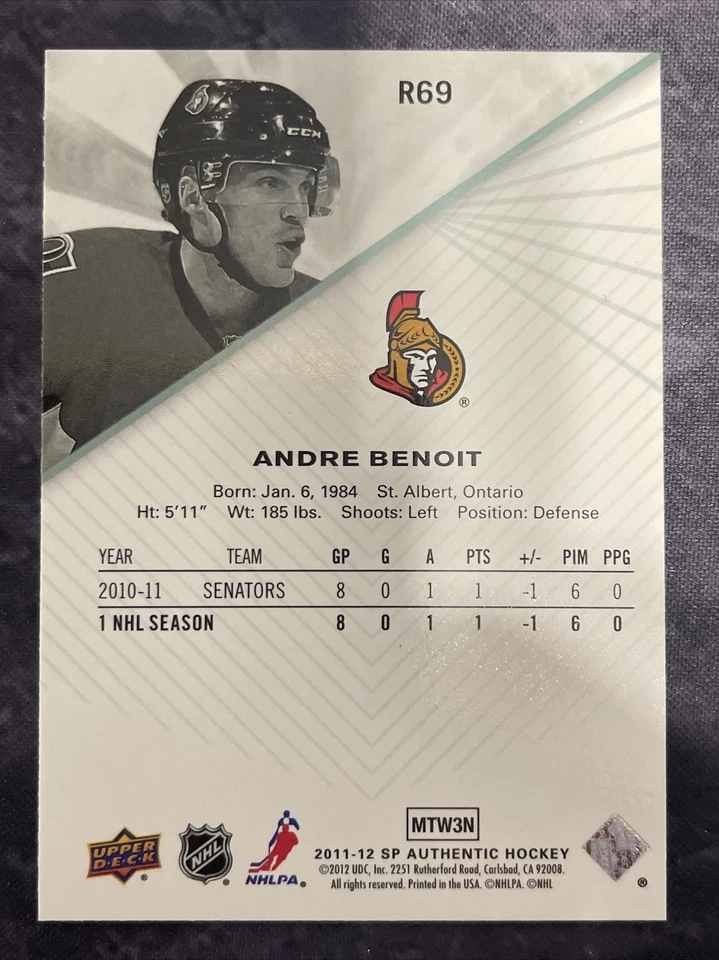 R69
CCM
ANDRE BENOIT
Born: Jan. 6, 1984 St. Albert, Ontario
Ht: 5'11" Wt: 185 lbs. Shoots: Left Position: Defense
YEAR TEAM GP G A PTS +/- PIM PPG
2010-11 SENATORS 8 0 1 1 -1 6 0
1 NHL SEASON 8 0 1 1 -1 6 0
MTW3N
UPPER
D·E·C·K
®
NHL
®
NHLPA®
2011-12 SP AUTHENTIC HOCKEY
©2012 UDC, Inc. 2251 Rutherford Road, Carlsbad, CA 92008.
All rights reserved. Printed in the USA. ©NHLPA. ©NHL
®